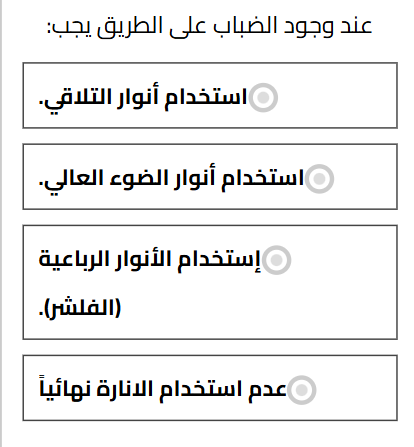 عند وجود الضباب على الطريق يجب:
استخدام أنوار التلاقي.
استخدام أنوار الضوء العالي.
إستخدام الأنوار الرباعية
(الفلشر).
عدم استخدام الانارة نهائياً